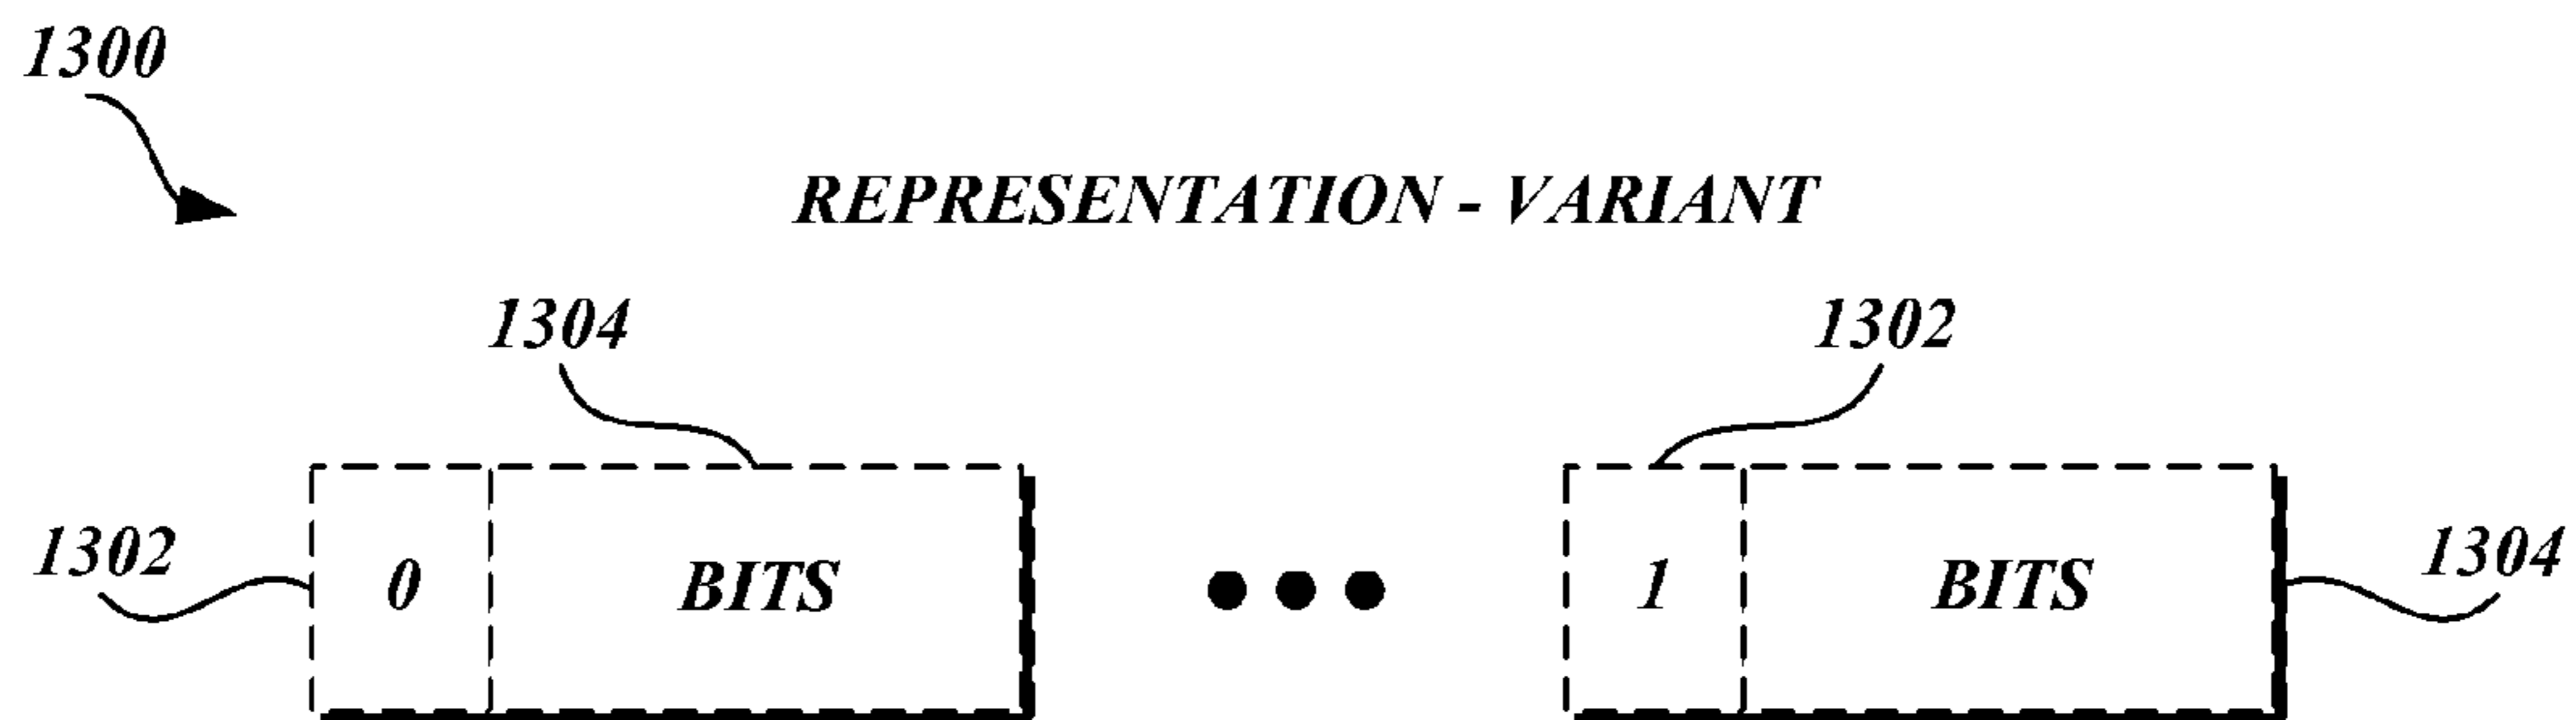 1300
REPRESENTATION - VARIANT
1304
1302
1302
0
BITS
1
BITS
1304